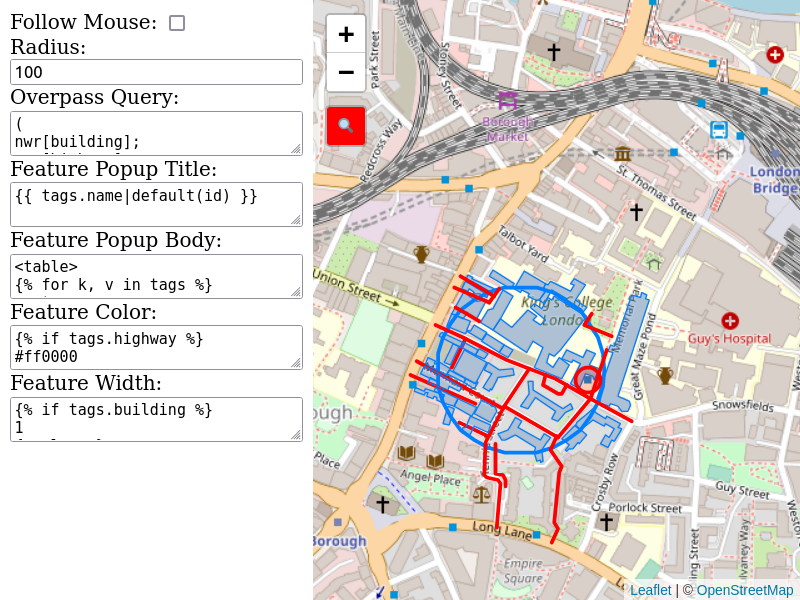 Follow Mouse:
Radius:
100
Overpass Query:
(
nwr[building];
Feature Popup Title:
{{ tags.name|default(id) }}
Feature Popup Body:
<table>
{% for k, v in tags %}
Feature Color:
{% if tags.highway %}
#ff0000
Feature Width:
{% if tags.building %}
1
+
−
Park Street
Stoney Street
Redcross Way
Borough
Market
St. Thomas Street
London
Bridge
Talbot Yard
Union Street
King's College
London
Memorial Park
Great Maze Pond
Guy's Hospital
Snowsfields
ough
Place
Angel Place
Crosby Row
Guy Street
Porlock Street
Borough
Long Lane
Empire
Square
Leaflet | © OpenStreetMap